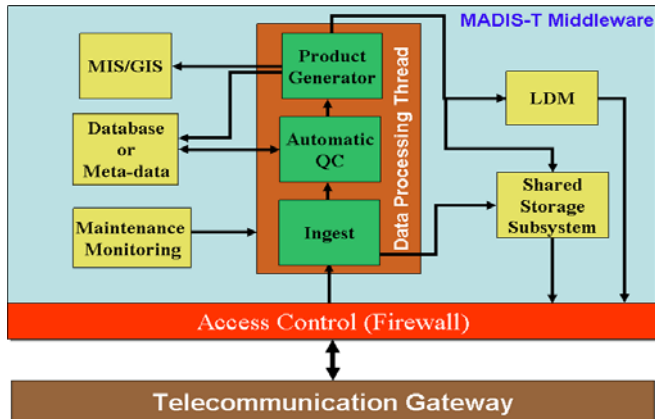 MADIS-T Middleware
MIS/GIS
Product
Generator
LDM
Database
or
Meta-data
Automatic
QC
Data Processing Thread
Shared
Storage
Subsystem
Maintenance
Monitoring
Ingest
Access Control (Firewall)
Telecommunication Gateway